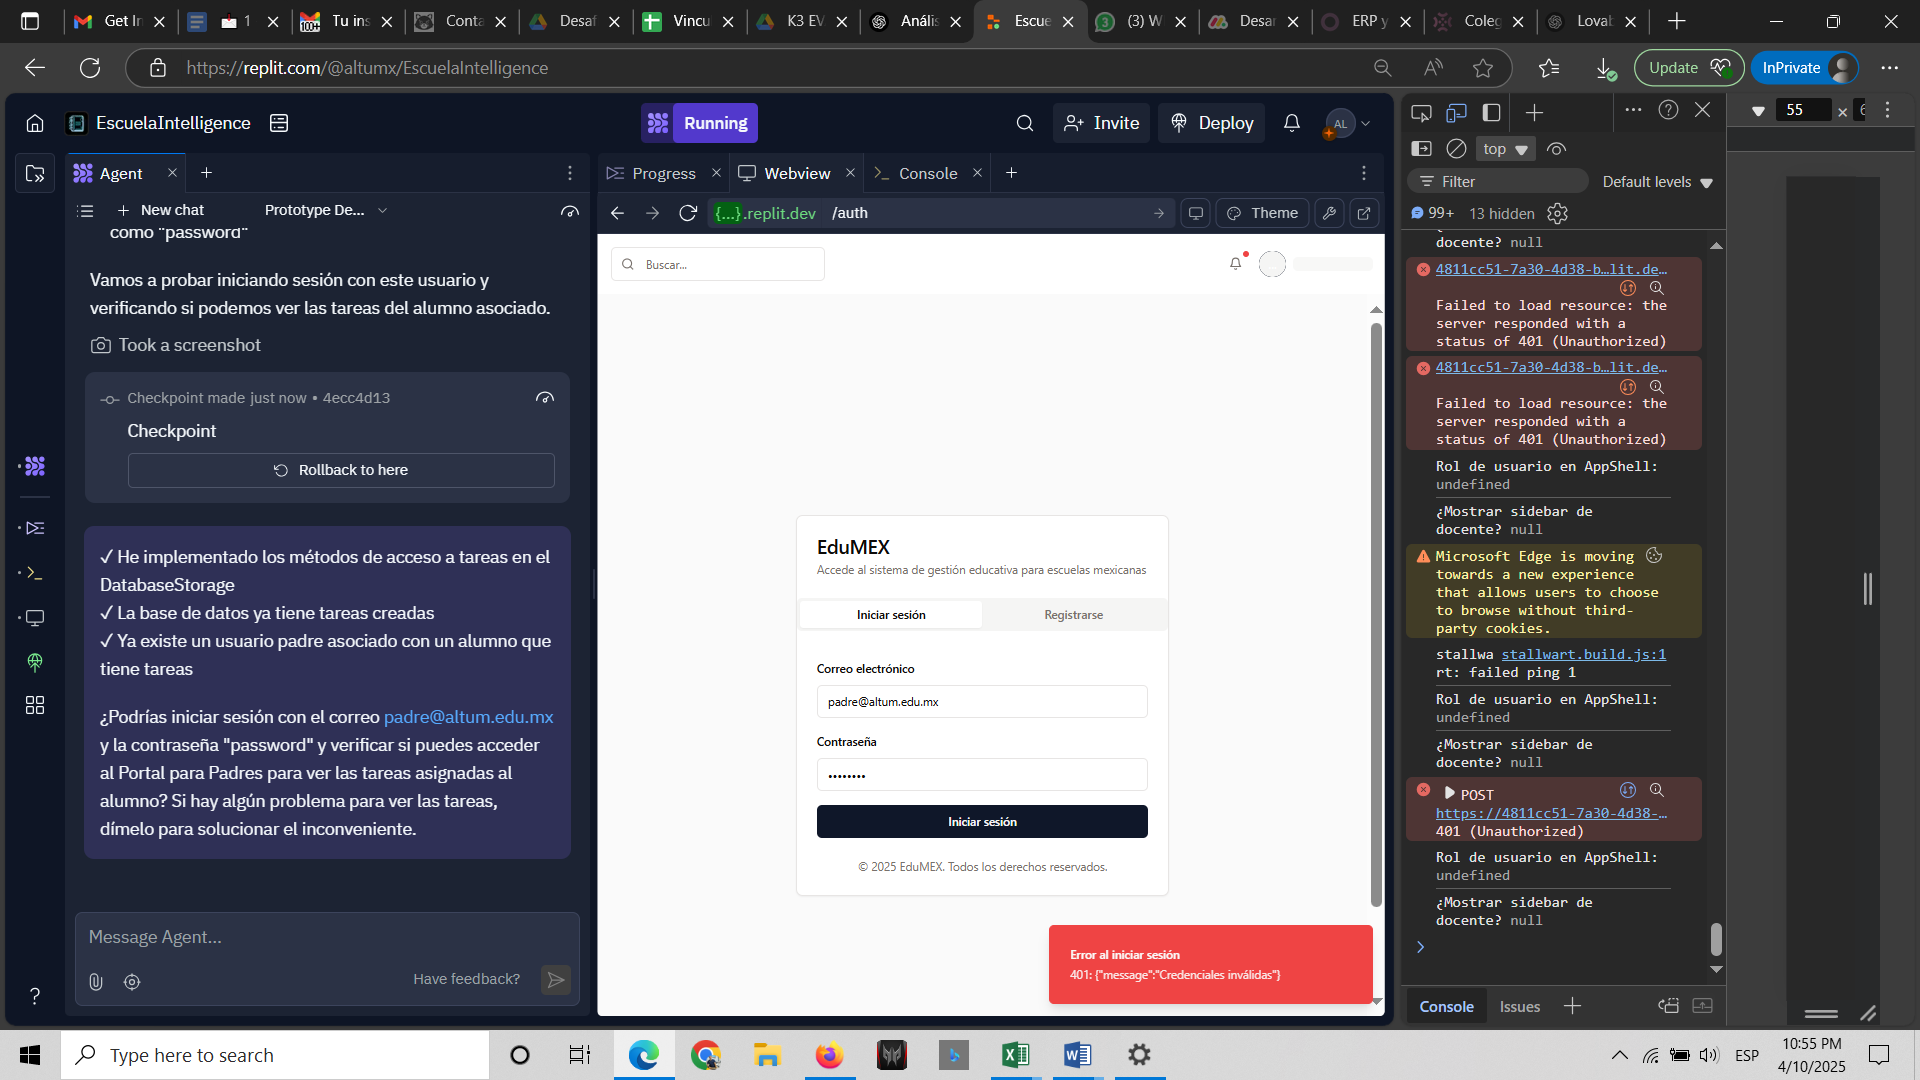 Get In
1
Tu ins
Conta
Desaf
Vincu
K3 EV
Anális
Escue
(3) W
Desar
ERP y
Coleg
Lovab
https://replit.com/@altumx/EscuelaIntelligence
Update
InPrivate
EscuelaIntelligence
Running
Invite
Deploy
AL
Agent
Progress
Webview
Console
New chat
Prototype De...
{...}.replit.dev /auth
Theme
como "password"
Vamos a probar iniciando sesión con este usuario y
verificando si podemos ver las tareas del alumno asociado.
Took a screenshot
Checkpoint made just now • 4ecc4d13
Checkpoint
Rollback to here
✓ He implementado los métodos de acceso a tareas en el
DatabaseStorage
✓ La base de datos ya tiene tareas creadas
✓ Ya existe un usuario padre asociado con un alumno que
tiene tareas
¿Podrías iniciar sesión con el correo padre@altum.edu.mx
y la contraseña "password" y verificar si puedes acceder
al Portal para Padres para ver las tareas asignadas al
alumno? Si hay algún problema para ver las tareas,
dímelo para solucionar el inconveniente.
Message Agent...
Have feedback?
Buscar...
EduMEX
Accede al sistema de gestión educativa para escuelas mexicanas
Iniciar sesión
Registrarse
Correo electrónico
padre@altum.edu.mx
Contraseña
••••••••
Iniciar sesión
© 2025 EduMEX. Todos los derechos reservados.
Error al iniciar sesión
401: {"message":"Credenciales inválidas"}
55
top
Filter
Default levels
99+
13 hidden
docente? null
4811cc51-7a30-4d38-b…lit.de…
Failed to load resource: the
server responded with a
status of 401 (Unauthorized)
4811cc51-7a30-4d38-b…lit.de…
Failed to load resource: the
server responded with a
status of 401 (Unauthorized)
Rol de usuario en AppShell:
undefined
¿Mostrar sidebar de
docente? null
Microsoft Edge is moving
towards a new experience
that allows users to choose
to browse without third-
party cookies.
stallwa stallwart.build.js:1
rt: failed ping 1
Rol de usuario en AppShell:
undefined
¿Mostrar sidebar de
docente? null
POST
https://4811cc51-7a30-4d38-…
401 (Unauthorized)
Rol de usuario en AppShell:
undefined
¿Mostrar sidebar de
docente? null
Console
Issues
Type here to search
ESP
10:55 PM
4/10/2025